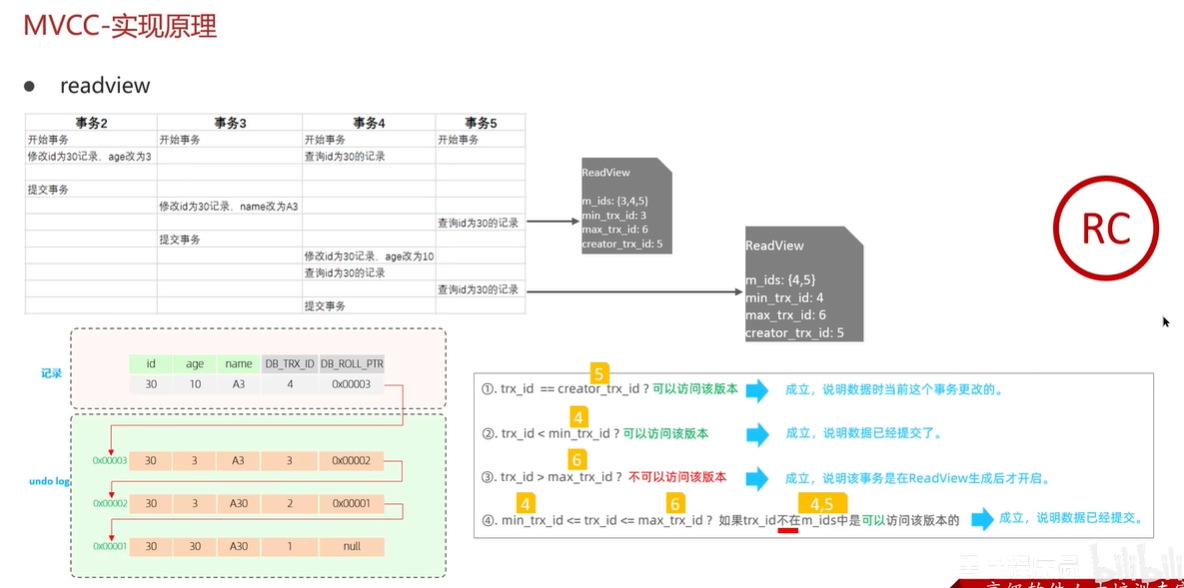 MVCC-实现原理
● readview
事务2 事务3 事务4 事务5
开始事务 开始事务 开始事务 开始事务
修改id为30记录，age改为3 查询id为30的记录
提交事务
修改id为30记录，name改为A3
查询id为30的记录
提交事务
修改id为30记录，age改为10
查询id为30的记录
查询id为30的记录
提交事务
ReadView
m_ids: {3,4,5}
min_trx_id: 3
max_trx_id: 6
creator_trx_id: 5
ReadView
m_ids: {4,5}
min_trx_id: 4
max_trx_id: 6
creator_trx_id: 5
RC
记录
id age name DB_TRX_ID DB_ROLL_PTR
30 10 A3 4 0x00003
undo log
0x00003 30 3 A3 3 0x00002
0x00002 30 3 A30 2 0x00001
0x00001 30 30 A30 1 null
5
①. trx_id == creator_trx_id ? 可以访问该版本 成立，说明数据时当前这个事务更改的。
4
②. trx_id < min_trx_id ? 可以访问该版本 成立，说明数据已经提交了。
6
③. trx_id > max_trx_id ? 不可以访问该版本 成立，说明该事务是在ReadView生成后才开启。
4 6 4,5
④. min_trx_id <= trx_id <= max_trx_id ? 如果trx_id不在m_ids中是可以访问该版本的 成立，说明数据已经提交。
bilibili